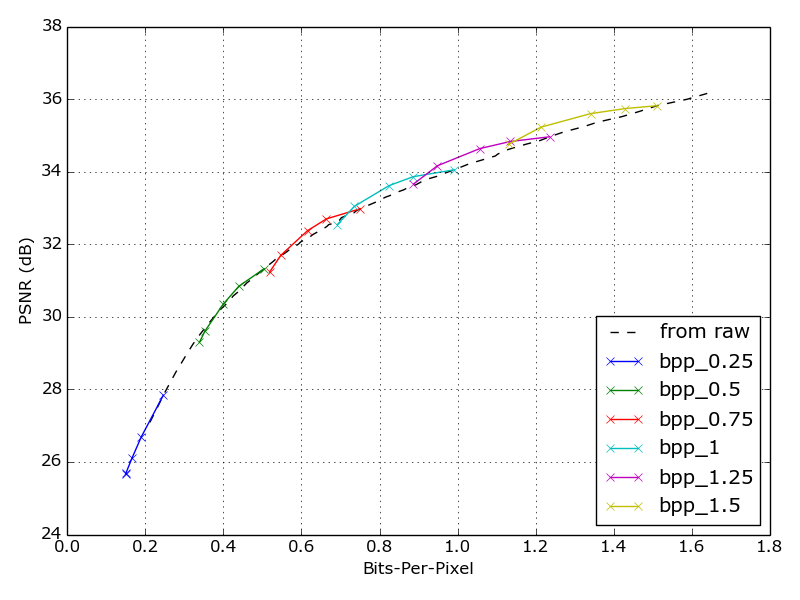 38
36
34
32
30
28
26
24
PSNR (dB)
0.0 0.2 0.4 0.6 0.8 1.0 1.2 1.4 1.6 1.8
Bits-Per-Pixel
from raw
bpp_0.25
bpp_0.5
bpp_0.75
bpp_1
bpp_1.25
bpp_1.5